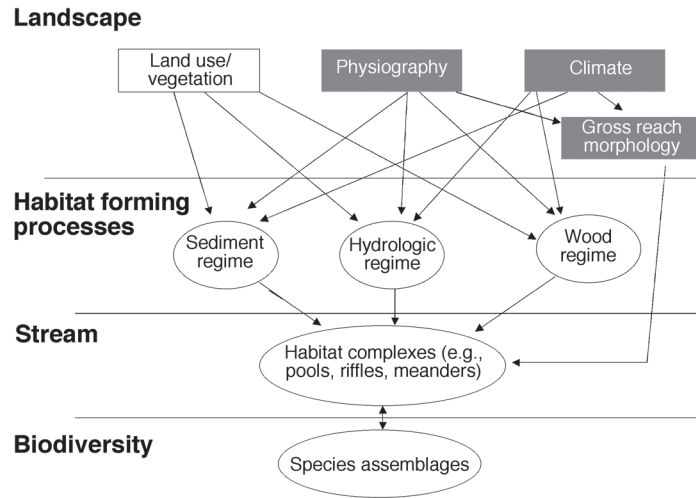 Landscape
Land use/
vegetation
Physiography
Climate
Gross reach
morphology
Habitat forming
processes
Sediment
regime
Hydrologic
regime
Wood
regime
Stream
Habitat complexes (e.g.,
pools, riffles, meanders)
Biodiversity
Species assemblages